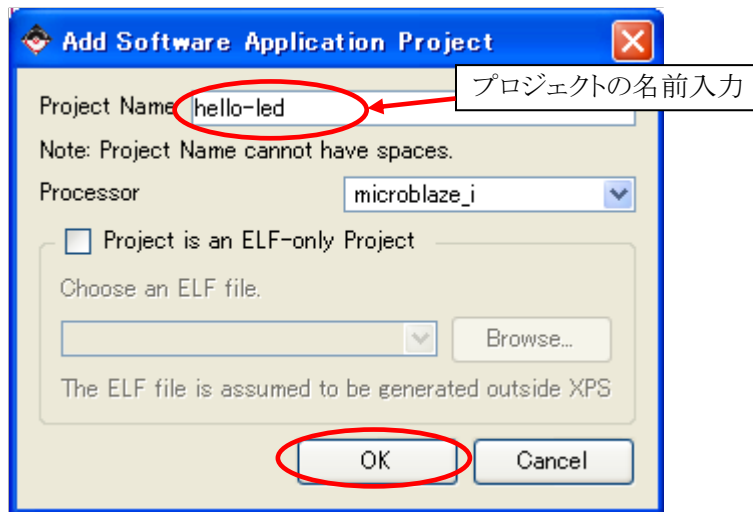 Add Software Application Project
プロジェクトの名前入力
Project Name hello-led
Note: Project Name cannot have spaces.
Processor microblaze_i
Project is an ELF-only Project
Choose an ELF file.
Browse...
The ELF file is assumed to be generated outside XPS
OK Cancel